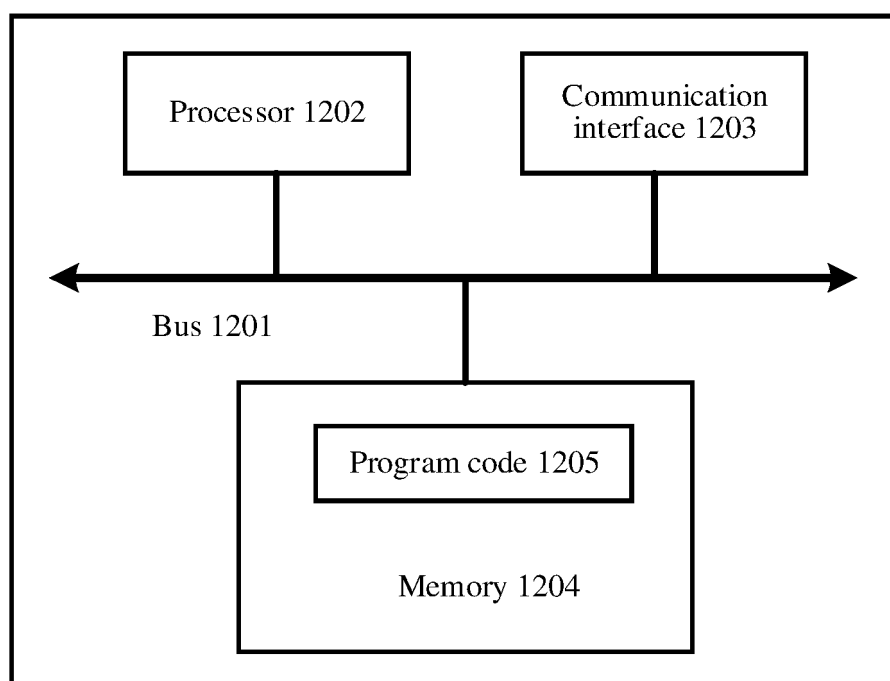 Processor 1202
Communication
interface 1203
Bus 1201
Program code 1205
Memory 1204